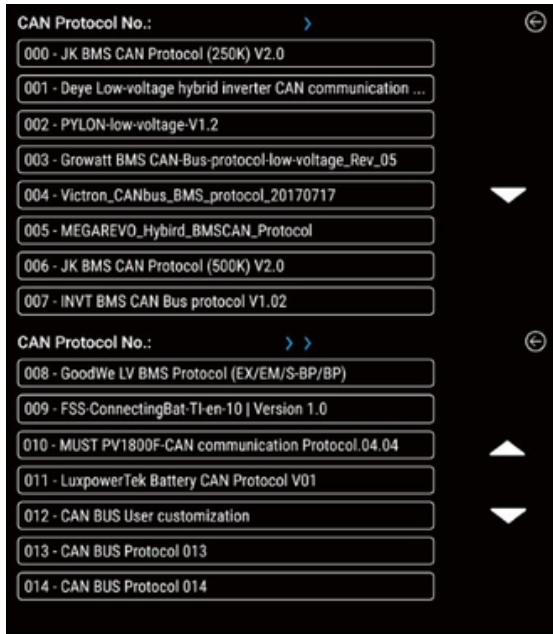 CAN Protocol No.:
000 - JK BMS CAN Protocol (250K) V2.0
001 - Deye Low-voltage hybrid inverter CAN communication ...
002 - PYLON-low-voltage-V1.2
003 - Growatt BMS CAN-Bus-protocol-low-voltage_Rev_05
004 - Victron_CANbus_BMS_protocol_20170717
005 - MEGAREVO_Hybird_BMSCAN_Protocol
006 - JK BMS CAN Protocol (500K) V2.0
007 - INVT BMS CAN Bus protocol V1.02
CAN Protocol No.:
008 - GoodWe LV BMS Protocol (EX/EM/S-BP/BP)
009 - FSS-ConnectingBat-TI-en-10 | Version 1.0
010 - MUST PV1800F-CAN communication Protocol.04.04
011 - LuxpowerTek Battery CAN Protocol V01
012 - CAN BUS User customization
013 - CAN BUS Protocol 013
014 - CAN BUS Protocol 014